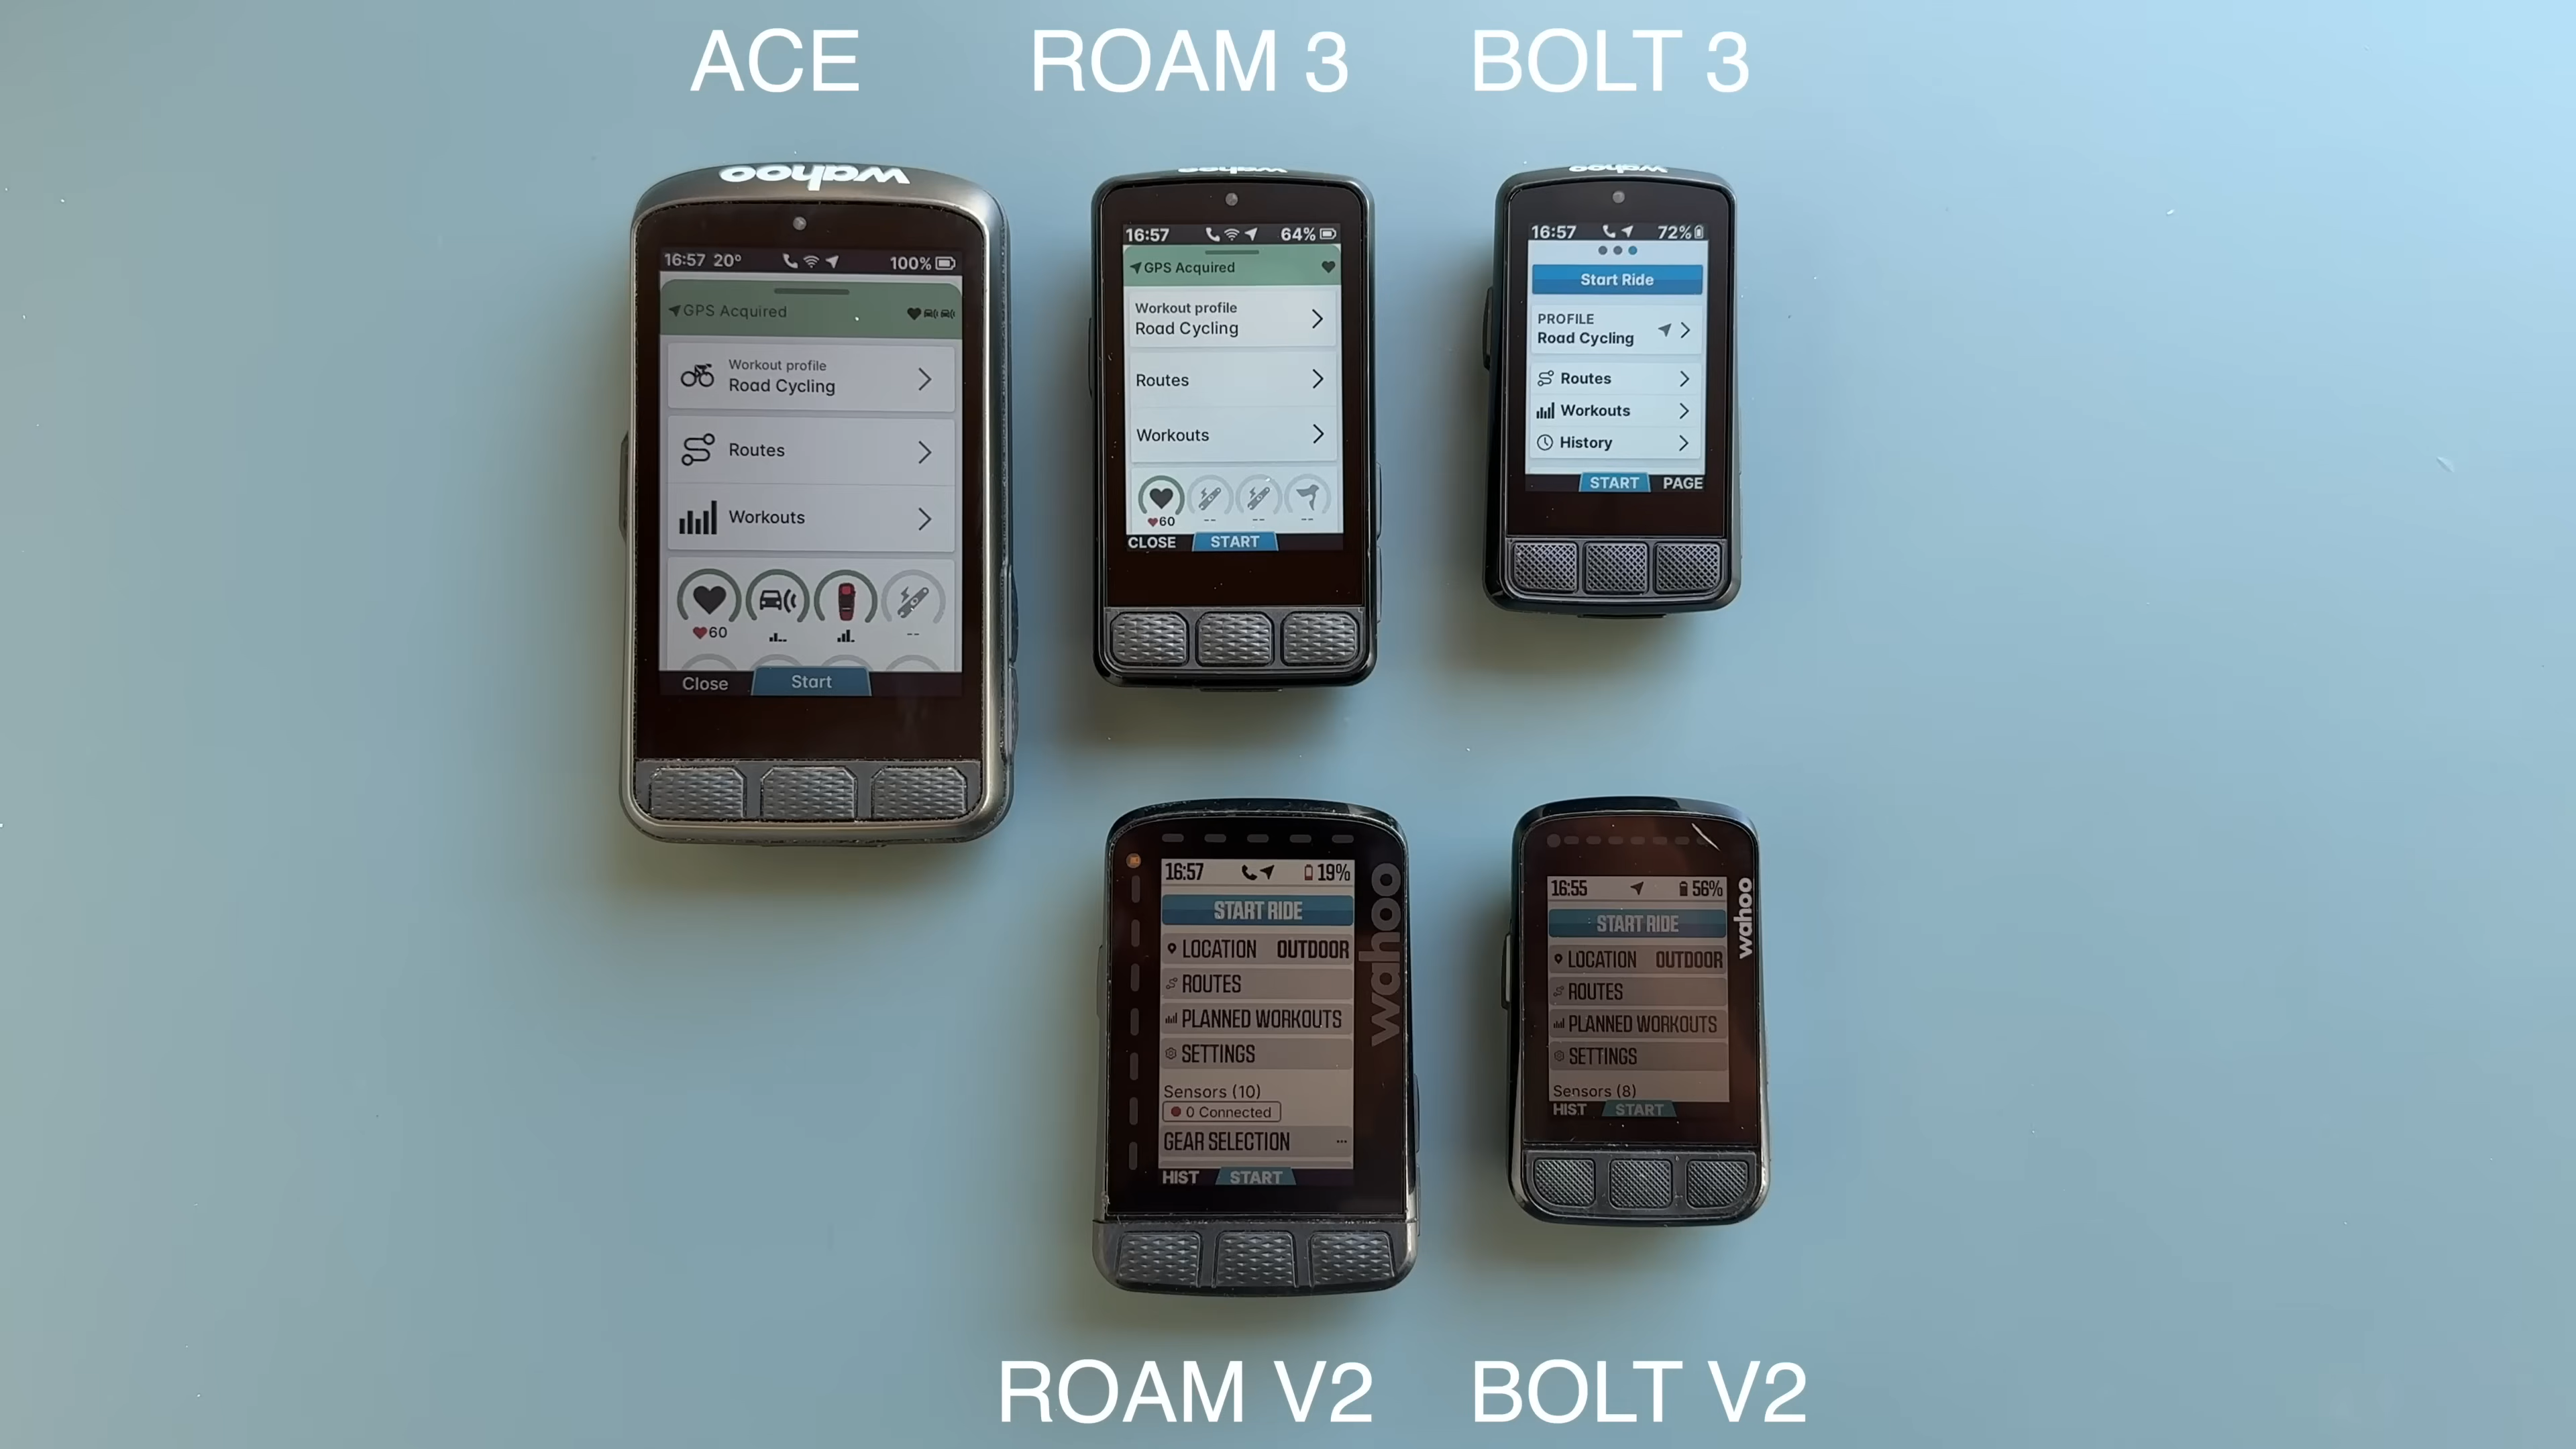 ACE
ROAM 3
BOLT 3
wahoo
16:57 20° 100%
GPS Acquired
Workout profile
Road Cycling
Routes
Workouts
60
--
Close Start
wahoo
16:57 64%
GPS Acquired
Workout profile
Road Cycling
Routes
Workouts
60 -- -- --
CLOSE START
wahoo
16:57 72%
Start Ride
PROFILE
Road Cycling
Routes
Workouts
History
START PAGE
16:57 19%
START RIDE
LOCATION OUTDOOR
ROUTES
PLANNED WORKOUTS
SETTINGS
Sensors (10)
0 Connected
GEAR SELECTION ...
HIST START
wahoo
16:55 56%
START RIDE
LOCATION OUTDOOR
ROUTES
PLANNED WORKOUTS
SETTINGS
Sensors (8)
HIST START
wahoo
ROAM V2
BOLT V2